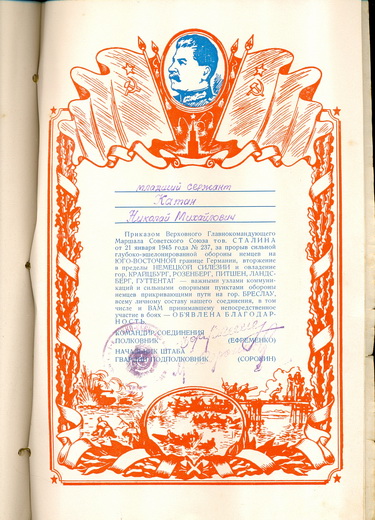 младший сержант
Катан
Николай Михайлович
Приказом Верховного Главнокомандующего
Маршала Советского Союза тов. СТАЛИНА
от 21 января 1945 года № 237, за прорыв сильной
глубоко-эшелонированной обороны немцев на
ЮГО-ВОСТОЧНОЙ границе Германии, вторжение
в пределы НЕМЕЦКОЙ СИЛЕЗИИ и овладение
гор. КРАЙЦБУРГ, РОЗЕНБЕРГ, ПИТШЕН, ЛАНДС-
БЕРГ, ГУТТЕНТАГ — важными узлами коммуни-
каций и сильными опорными пунктами обороны
немцев прикривающими пути на гор. БРЕСЛАУ,
всему личному составу нашего соединения, в том
числе и ВАМ принимавшему непосредственное
участие в боях — ОБЪЯВЛЕНА БЛАГОДАР-
НОСТЬ.
КОМАНДИР СОЕДИНЕНИЯ
ПОЛКОВНИК (ЕФРЕМЕНКО)
НАЧАЛЬНИК ШТАБА
ГВАРДИИ ПОДПОЛКОВНИК (СОРОКИН)